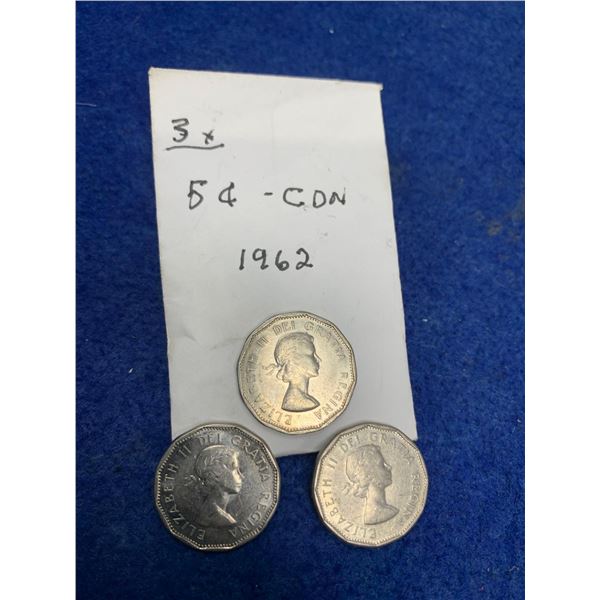 3x
5¢ - CDN
1962
ELIZABETH II DEI GRATIA REGINA
ELIZABETH II DEI GRATIA REGINA
ELIZABETH II DEI GRATIA REGINA